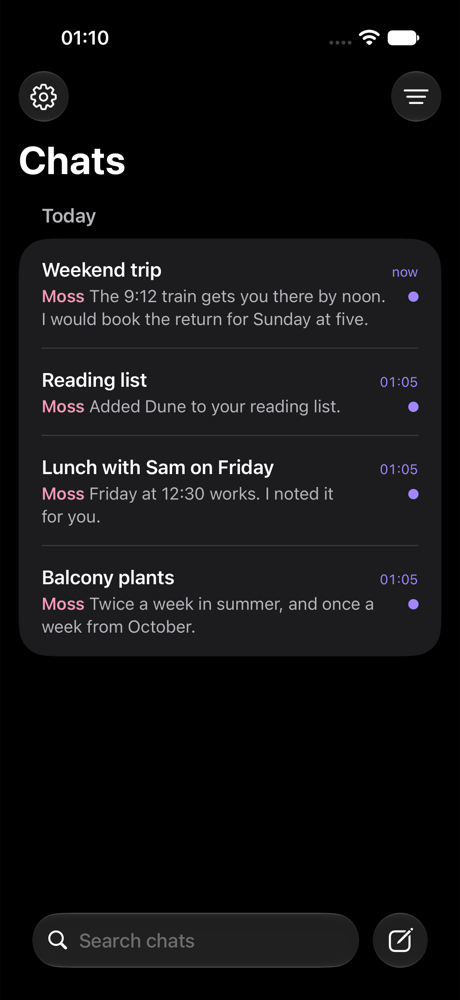 01:10
Chats
Today
Weekend trip
now
Moss The 9:12 train gets you there by noon.
I would book the return for Sunday at five.
Reading list
01:05
Moss Added Dune to your reading list.
Lunch with Sam on Friday
01:05
Moss Friday at 12:30 works. I noted it
for you.
Balcony plants
01:05
Moss Twice a week in summer, and once a
week from October.
Search chats